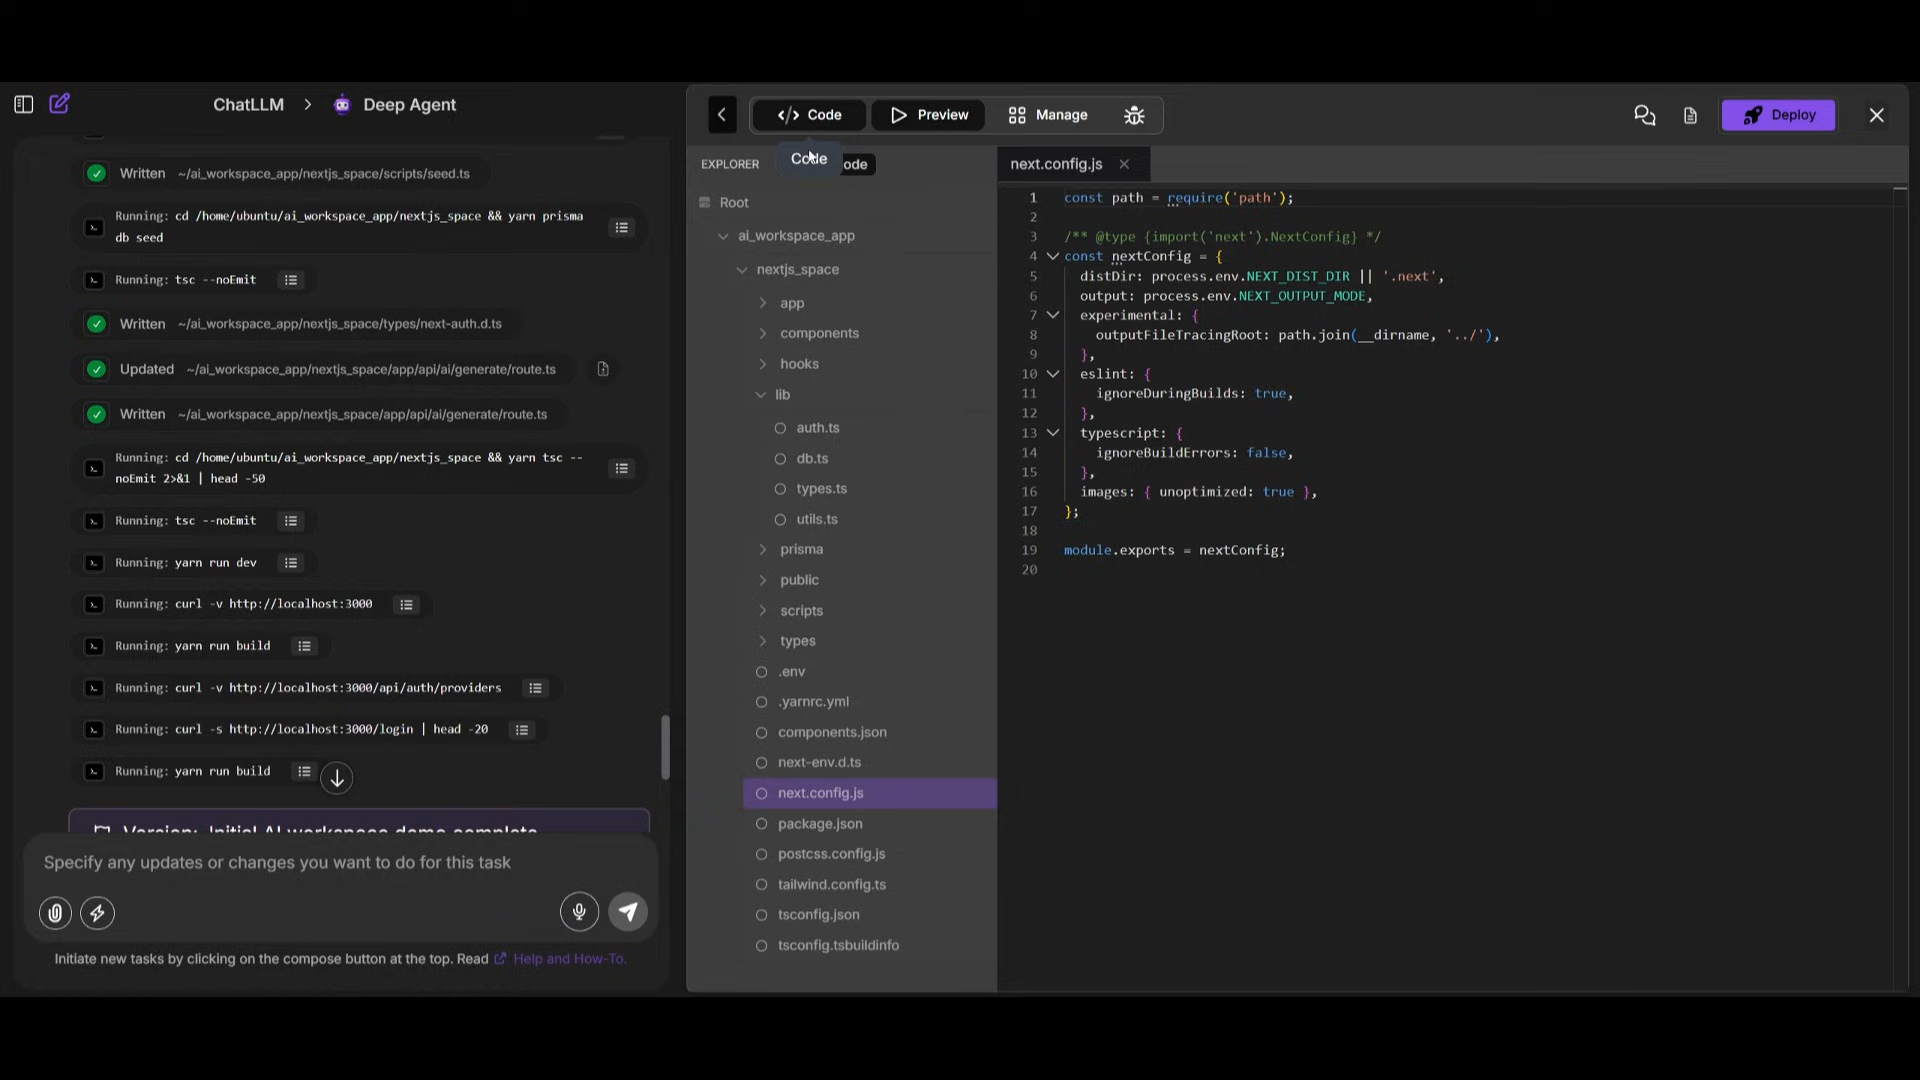 ChatLLM > Deep Agent
Written ~/ai_workspace_app/nextjs_space/scripts/seed.ts
Running: cd /home/ubuntu/ai_workspace_app/nextjs_space && yarn prisma
db seed
Running: tsc --noEmit
Written ~/ai_workspace_app/nextjs_space/types/next-auth.d.ts
Updated ~/ai_workspace_app/nextjs_space/app/api/ai/generate/route.ts
Written ~/ai_workspace_app/nextjs_space/app/api/ai/generate/route.ts
Running: cd /home/ubuntu/ai_workspace_app/nextjs_space && yarn tsc --
noEmit 2>&1 | head -50
Running: tsc --noEmit
Running: yarn run dev
Running: curl -v http://localhost:3000
Running: yarn run build
Running: curl -v http://localhost:3000/api/auth/providers
Running: curl -s http://localhost:3000/login | head -20
Running: yarn run build
Version: Initial AI workspace demo complete
Specify any updates or changes you want to do for this task
Initiate new tasks by clicking on the compose button at the top. Read Help and How-To.
</> Code Preview Manage
Deploy
EXPLORER
Code
ode
Root
ai_workspace_app
nextjs_space
app
components
hooks
lib
auth.ts
db.ts
types.ts
utils.ts
prisma
public
scripts
types
.env
.yarnrc.yml
components.json
next-env.d.ts
next.config.js
package.json
postcss.config.js
tailwind.config.ts
tsconfig.json
tsconfig.tsbuildinfo
next.config.js
1 const path = require('path');
2
3 /** @type {import('next').NextConfig} */
4 const nextConfig = {
5 distDir: process.env.NEXT_DIST_DIR || '.next',
6 output: process.env.NEXT_OUTPUT_MODE,
7 experimental: {
8 outputFileTracingRoot: path.join(__dirname, '../'),
9 },
10 eslint: {
11 ignoreDuringBuilds: true,
12 },
13 typescript: {
14 ignoreBuildErrors: false,
15 },
16 images: { unoptimized: true },
17 };
18
19 module.exports = nextConfig;
20